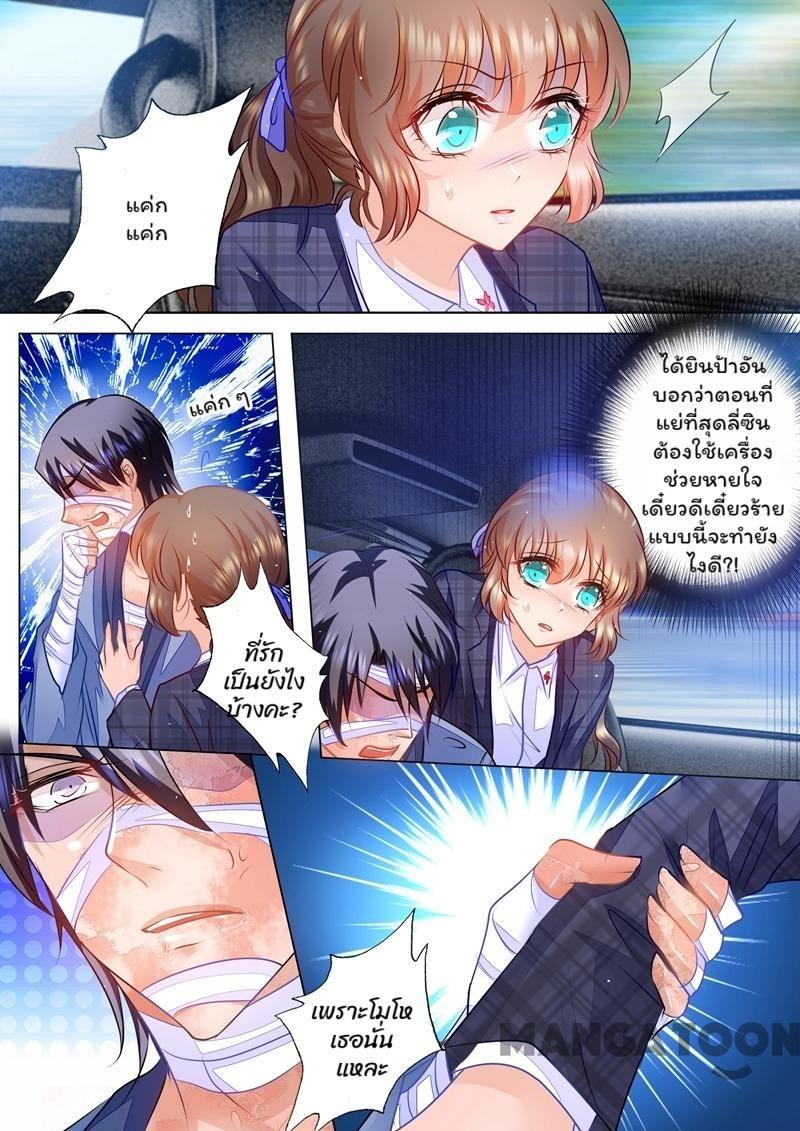 แค่ก
แค่ก
แค่ก ๆ
ที่รัก
เป็นยังไง
บ้างคะ?
ได้ยินป้าอัน
บอกว่าตอนที่
แย่ที่สุดลี่ซิน
ต้องใช้เครื่อง
ช่วยหายใจ
เดี๋ยวดีเดี๋ยวร้าย
แบบนี้จะทำยัง
ไงดี?!
เพราะโมโห
เธอนั่น
แหละ
MANGATOON